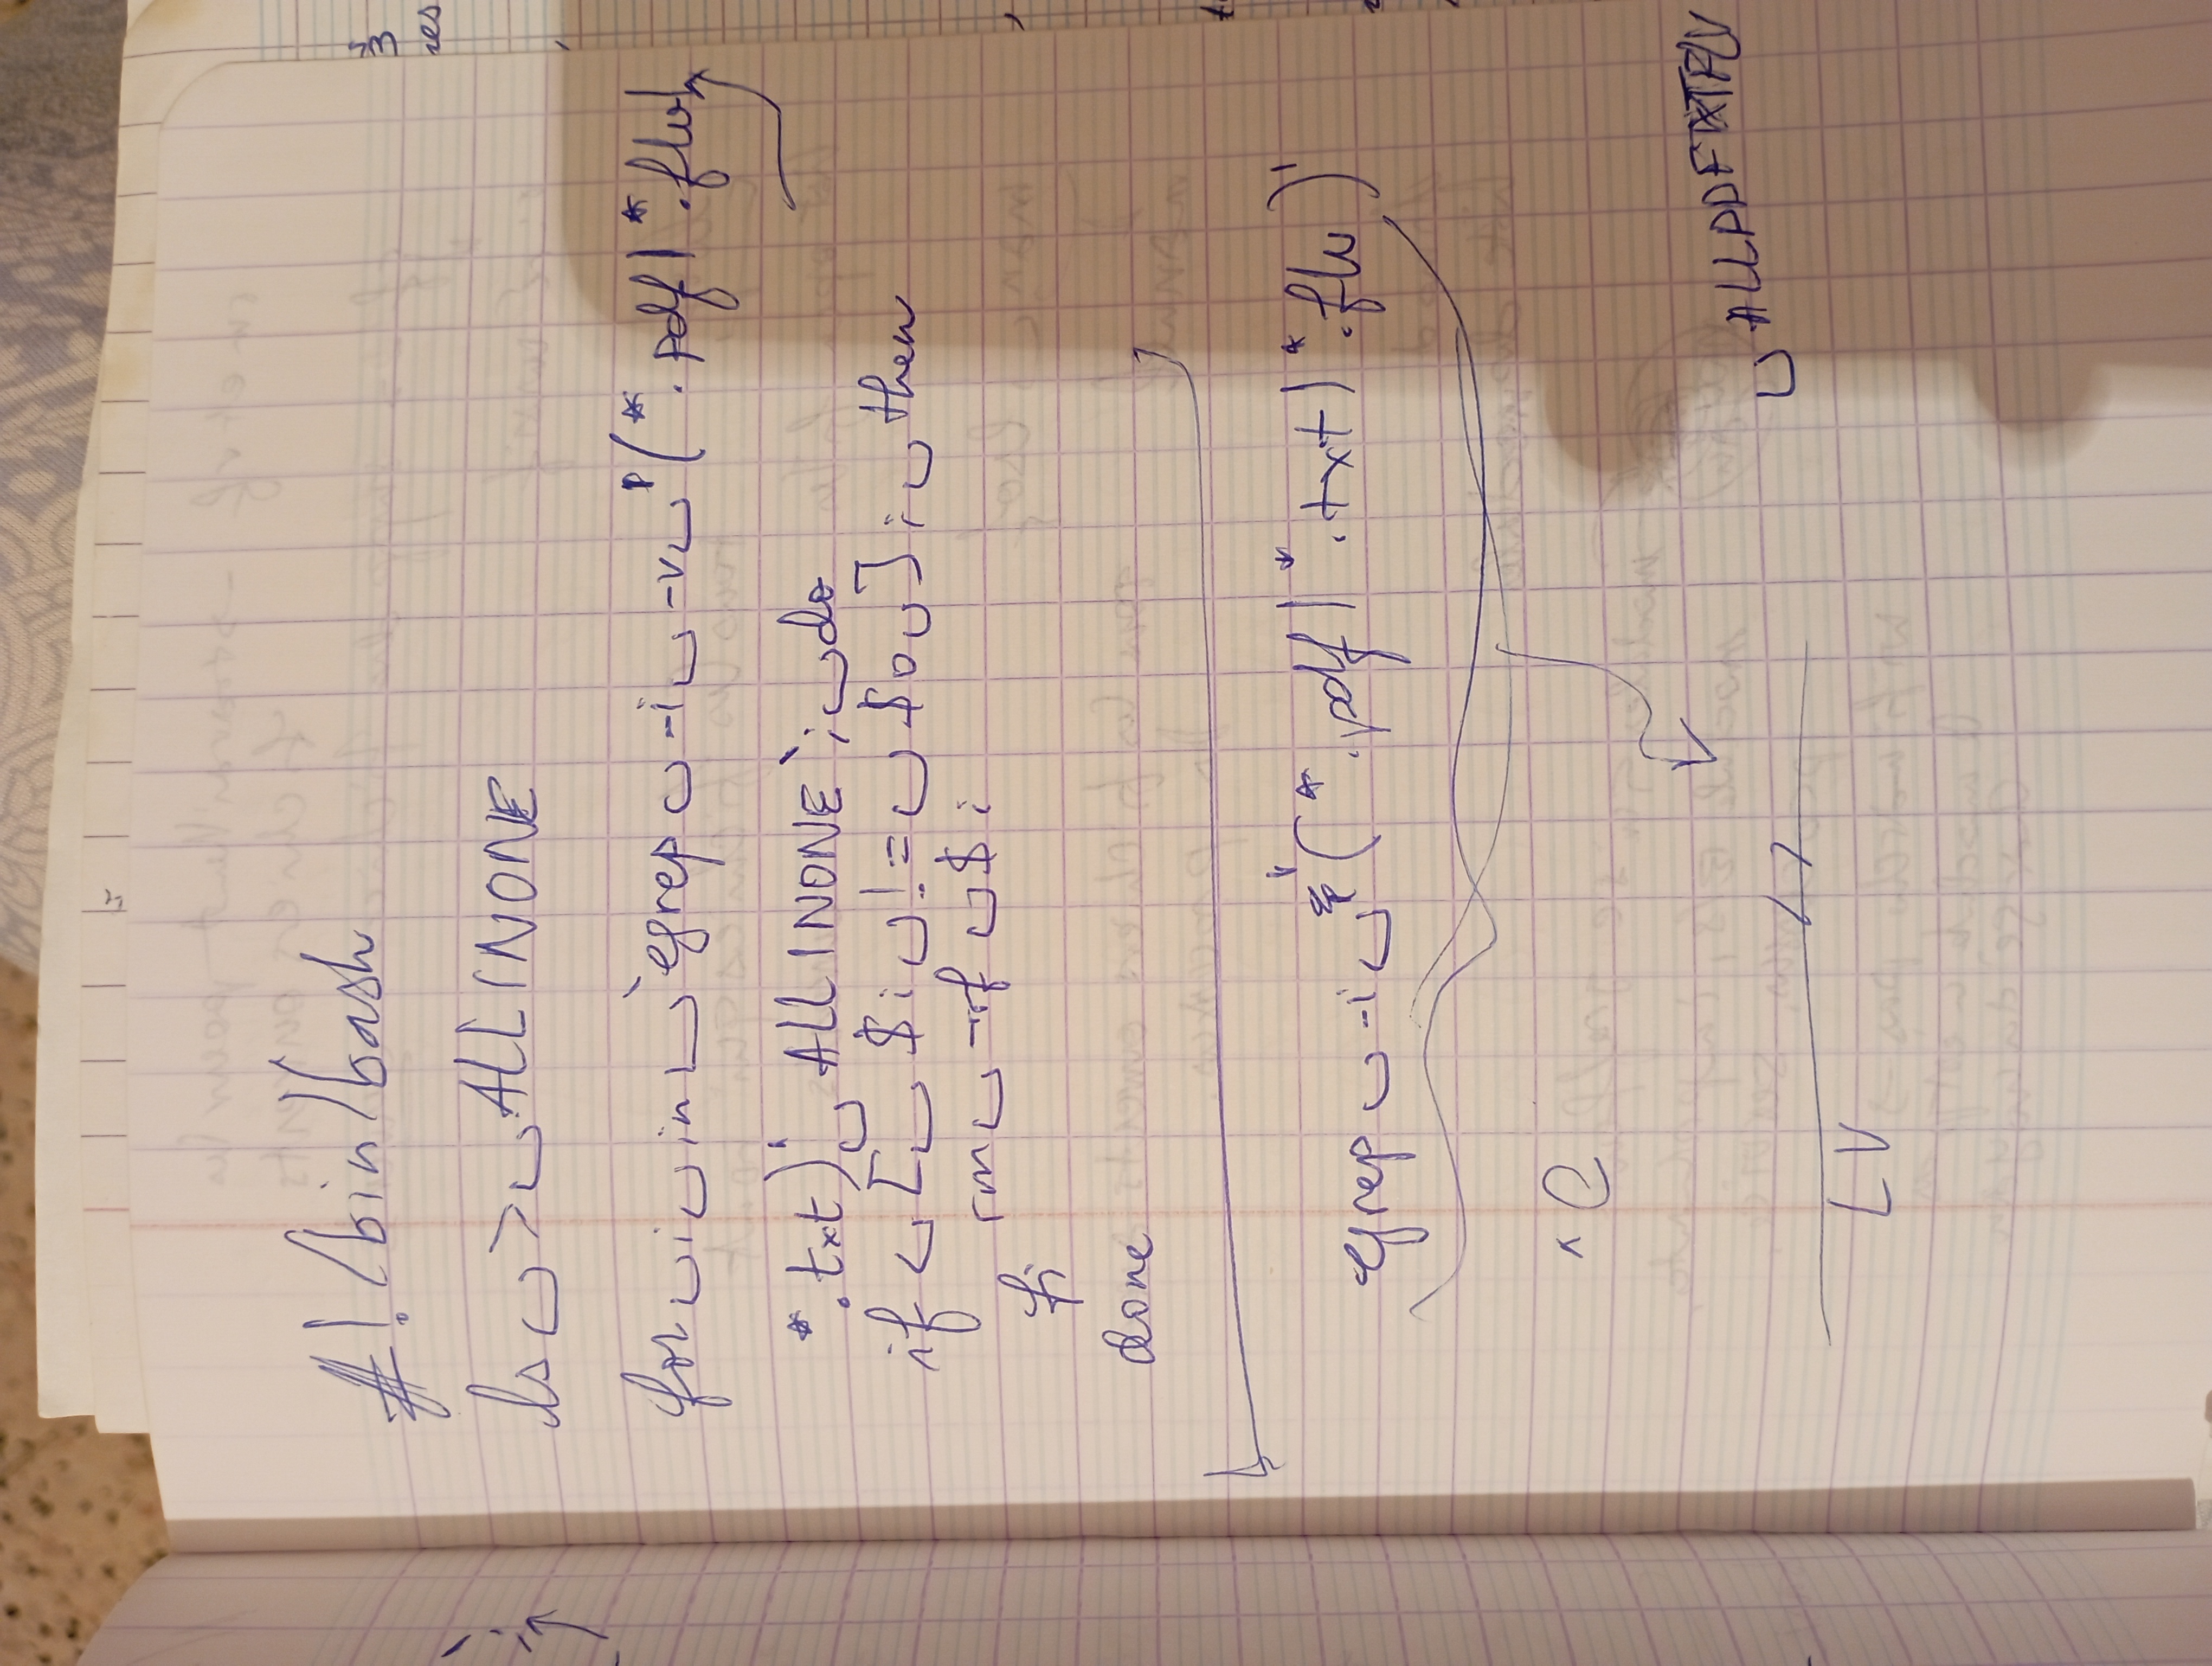 #!/bin/bash
ls␣>␣ALLINONE
for␣i␣in␣`egrep␣-i␣-v␣'(*.pdf|*.flv|
*.txt)'␣ALLINONE`;␣do
if␣[␣$i␣!=␣$0␣];␣then
rm␣-rf␣$i
fi
done
egrep␣-i␣'(*.pdf|*.txt|*.flv)'
^C
␣ALLPDFTXTFLV
LV